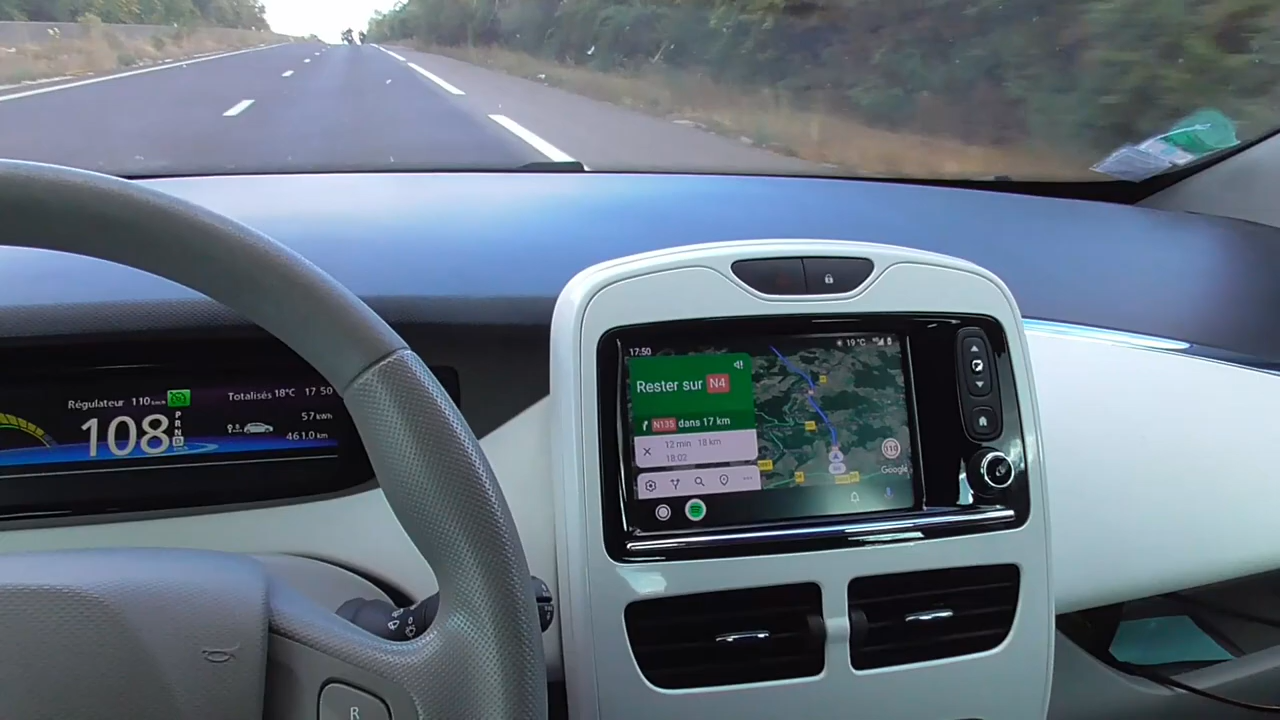 Régulateur 110 km/h
108
P
R
N
D
Totalisés 18°C 17 50
57 kWh
461.0 km
17:50
19 °C
Rester sur N4
N135 dans 17 km
12 min 18 km
18:02
110
Google
R